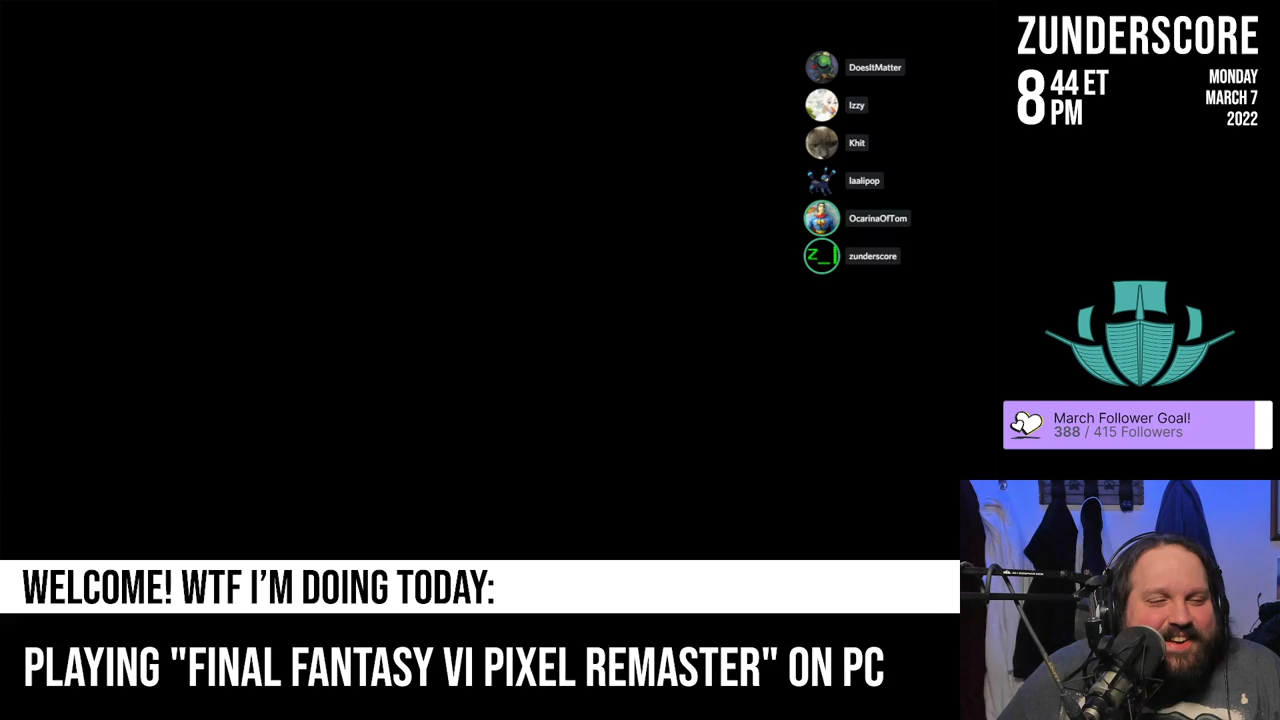 DoesItMatter
Izzy
Khit
laalipop
OcarinaOfTom
zunderscore
z_
ZUNDERSCORE
8 44 ET
PM
MONDAY
MARCH 7
2022
March Follower Goal!
388 / 415 Followers
WELCOME! WTF I'M DOING TODAY:
PLAYING "FINAL FANTASY VI PIXEL REMASTER" ON PC